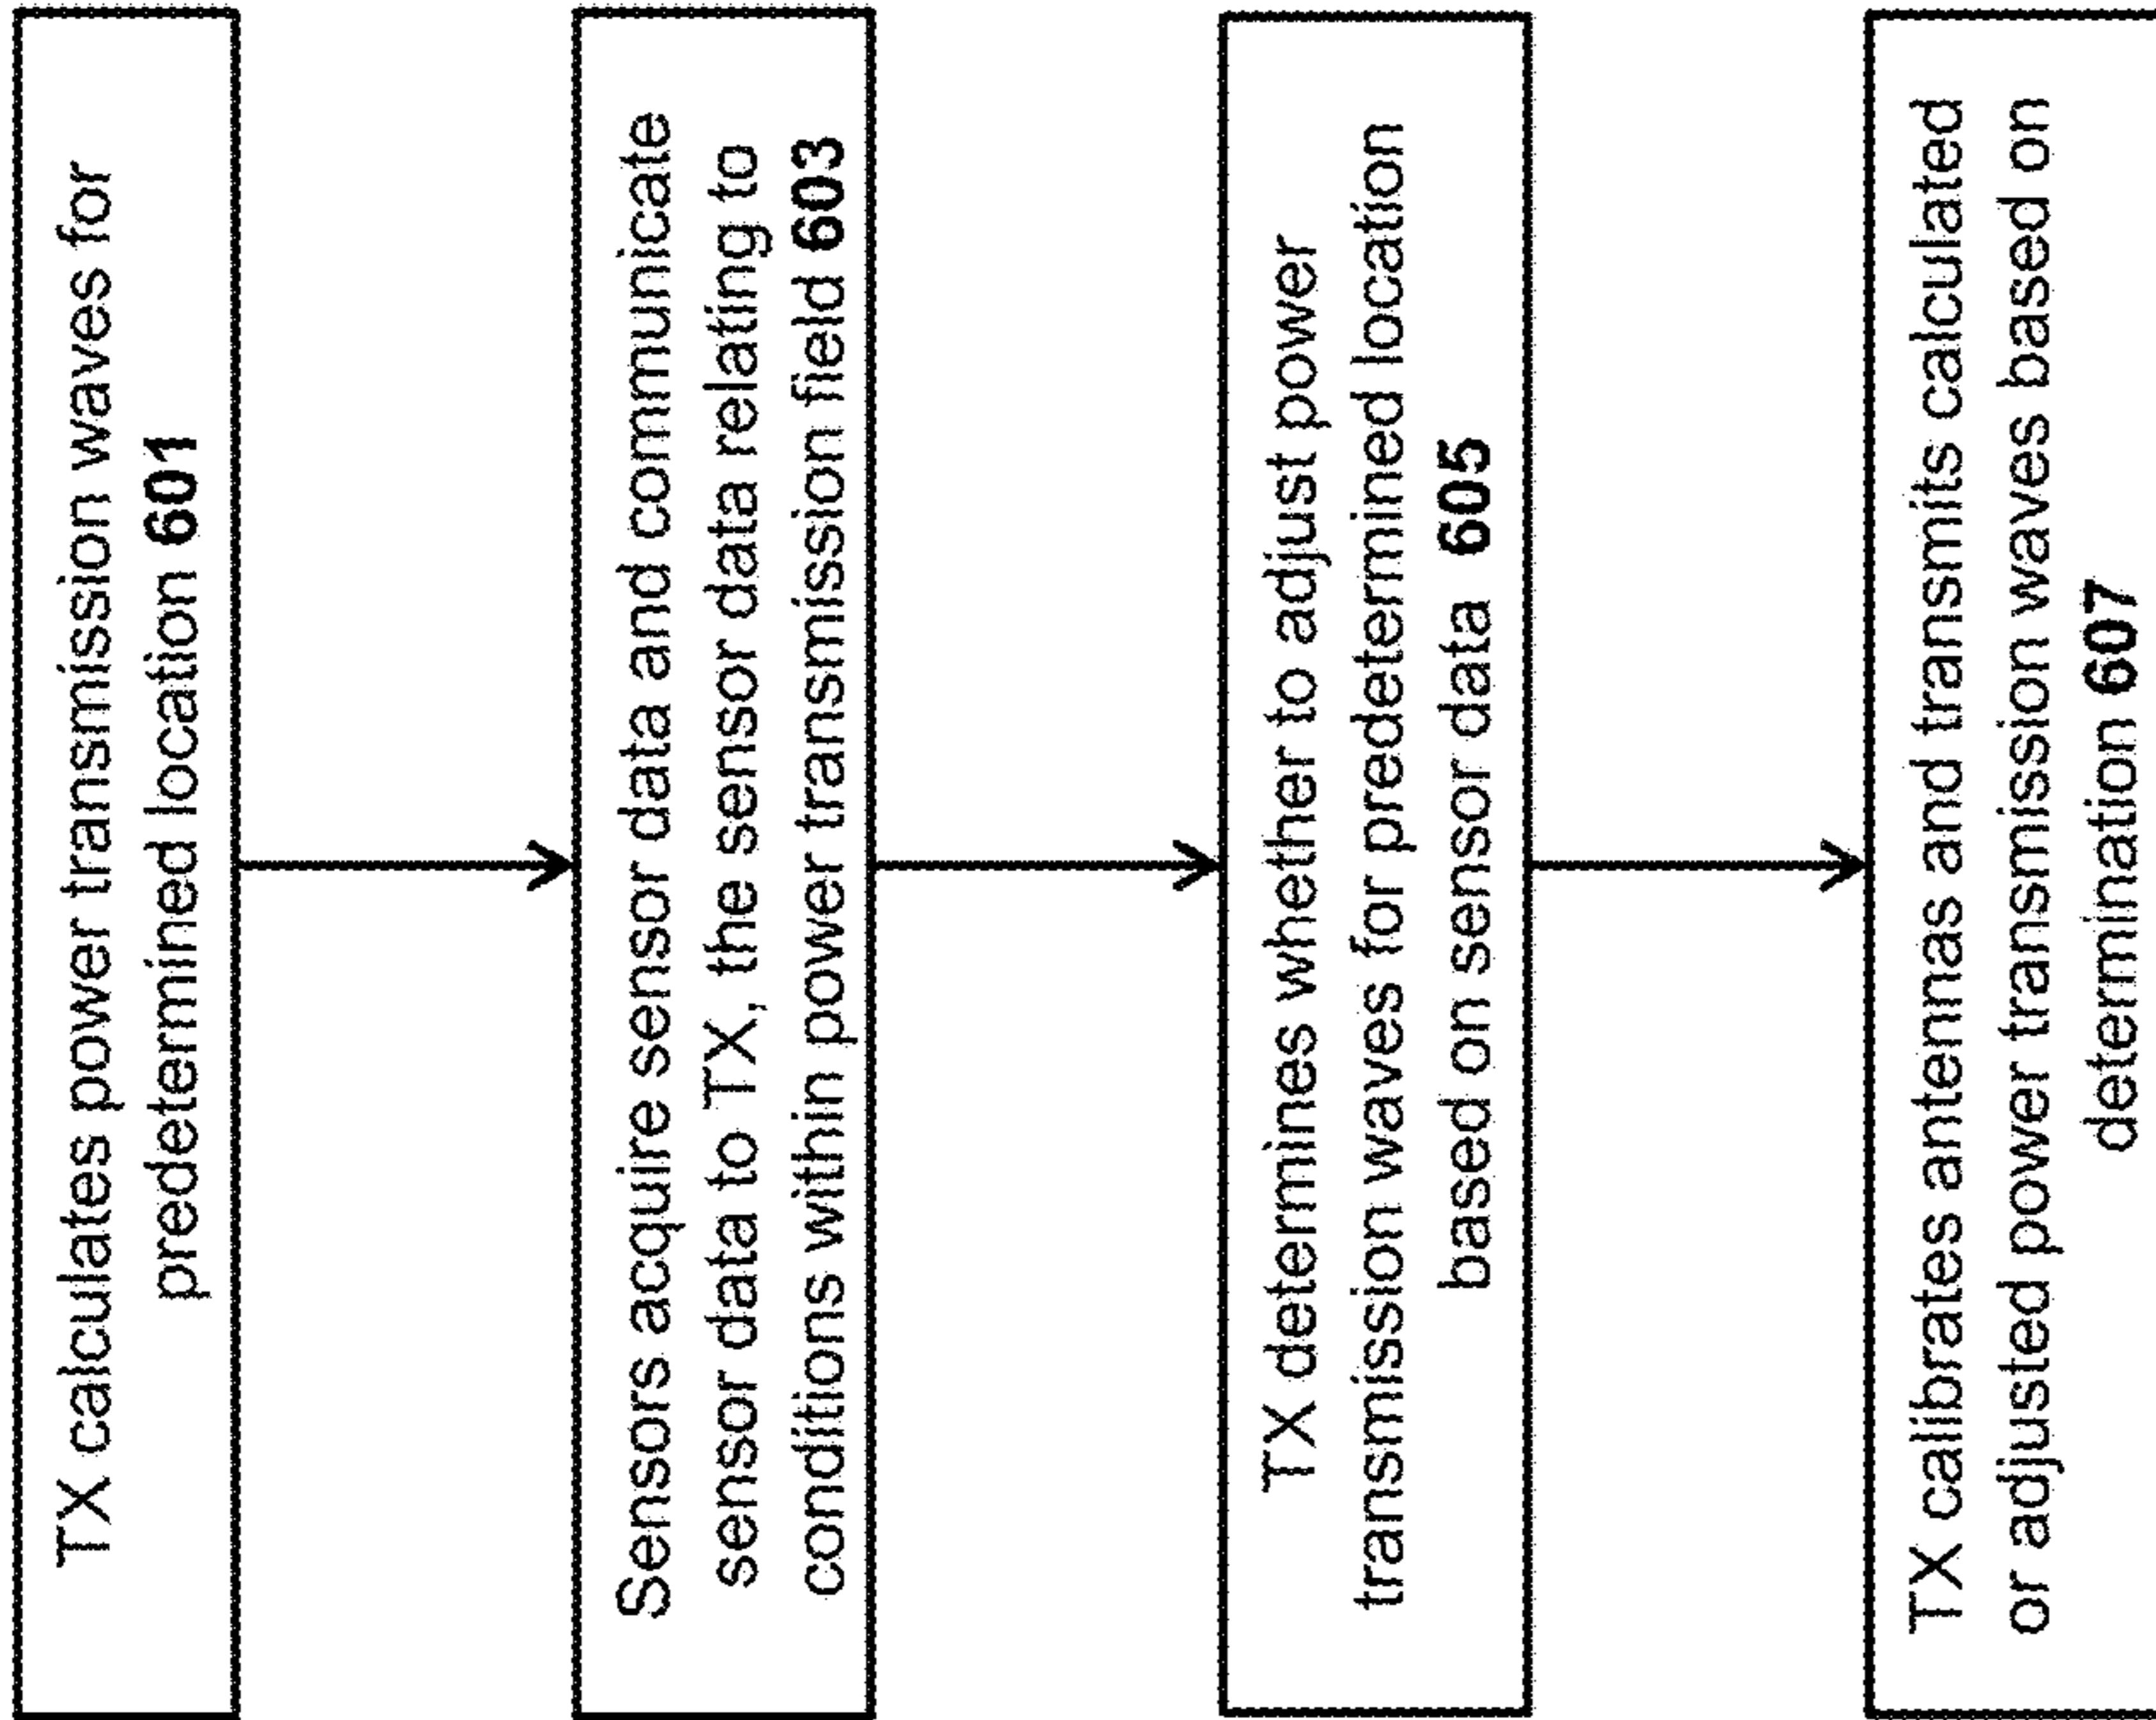 TX calculates power transmission waves for
predetermined location 601
Sensors acquire sensor data and communicate
sensor data to TX, the sensor data relating to
conditions within power transmission field 603
TX determines whether to adjust power
transmission waves for predetermined location
based on sensor data 605
TX calibrates antennas and transmits calculated
or adjusted power transmission waves based on
determination 607